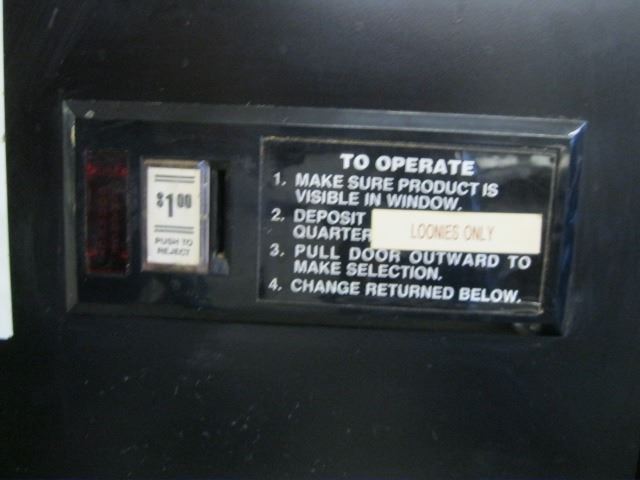 $1.00
PUSH TO
REJECT
TO OPERATE
1. MAKE SURE PRODUCT IS
VISIBLE IN WINDOW.
2. DEPOSIT
QUARTER LOONIES ONLY
3. PULL DOOR OUTWARD TO
MAKE SELECTION.
4. CHANGE RETURNED BELOW.